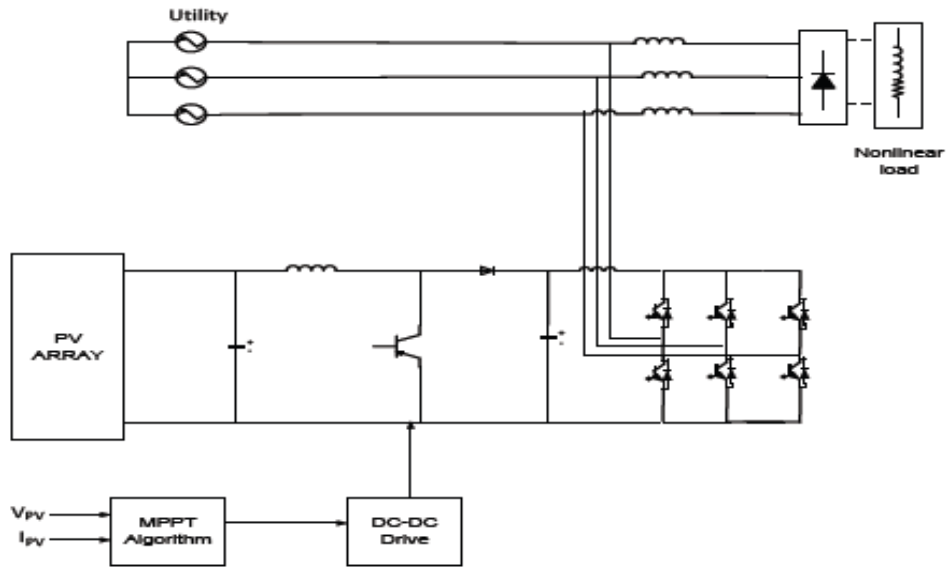 Utility
Nonlinear
load
PV
ARRAY
+
-
+
-
VPV
IPV
MPPT
Algorithm
DC-DC
Drive